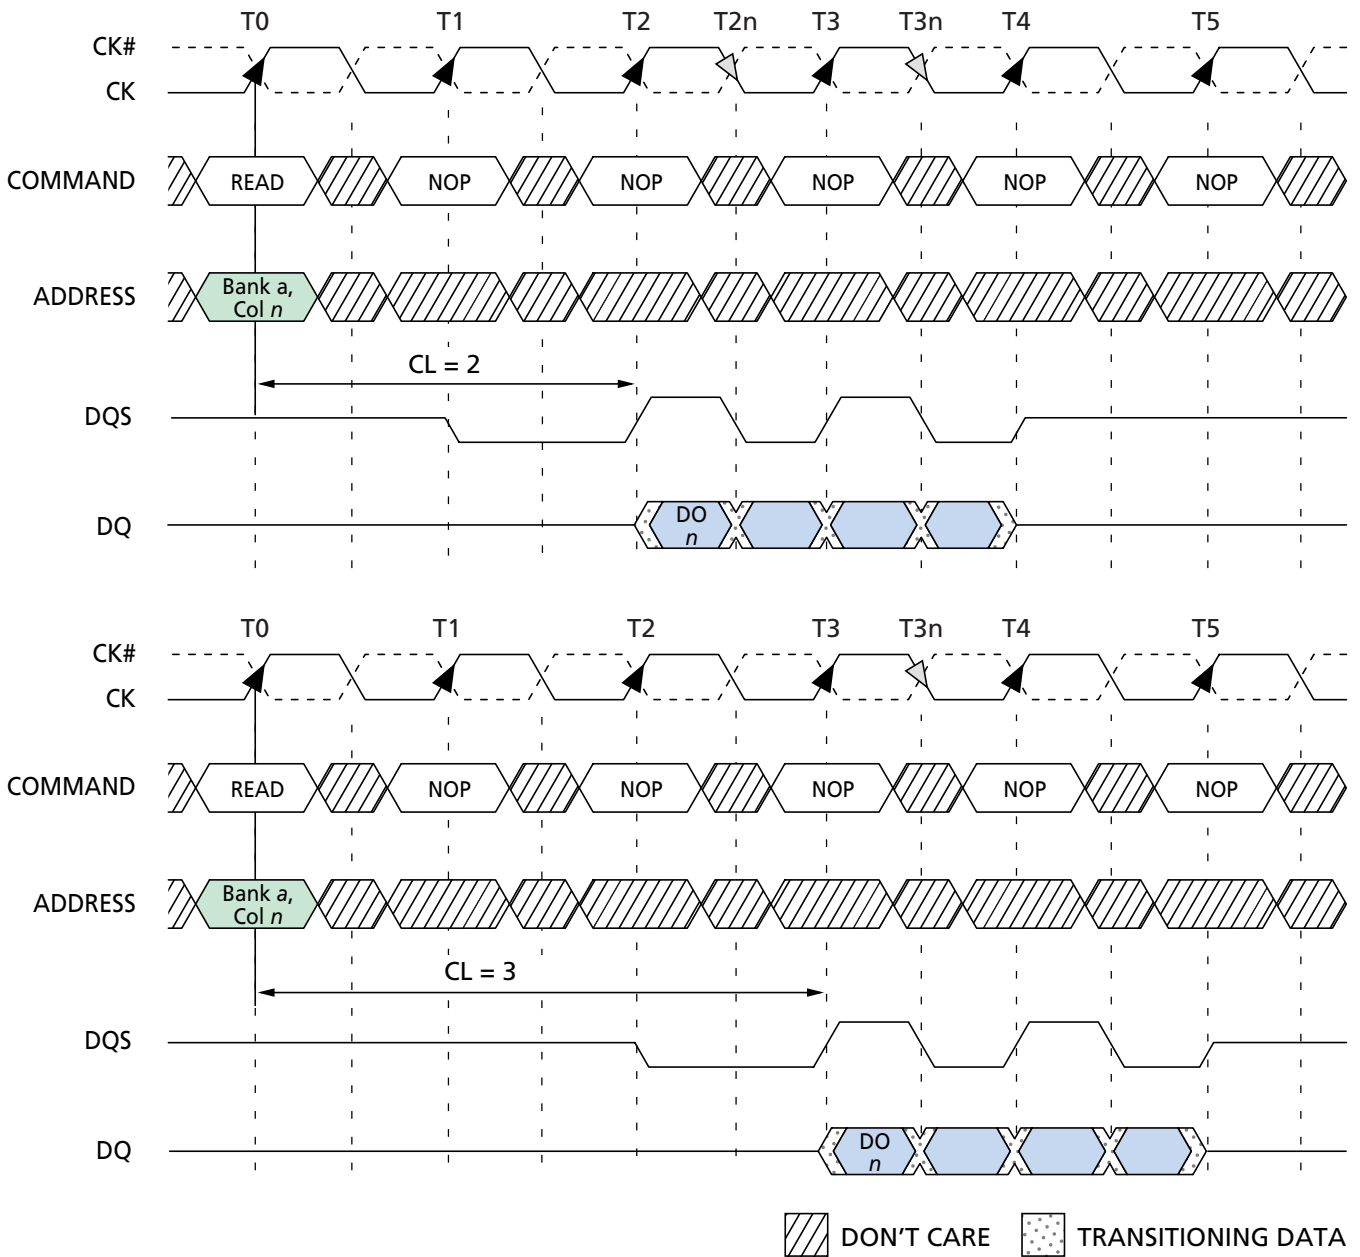 T0 T1 T2 T2n T3 T3n T4 T5
CK#
CK
COMMAND READ NOP NOP NOP NOP NOP
ADDRESS Bank a,
Col n
CL = 2
DQS
DQ DO
n
T0 T1 T2 T3 T3n T4 T5
CK#
CK
COMMAND READ NOP NOP NOP NOP NOP
ADDRESS Bank a,
Col n
CL = 3
DQS
DQ DO
n
DON'T CARE TRANSITIONING DATA